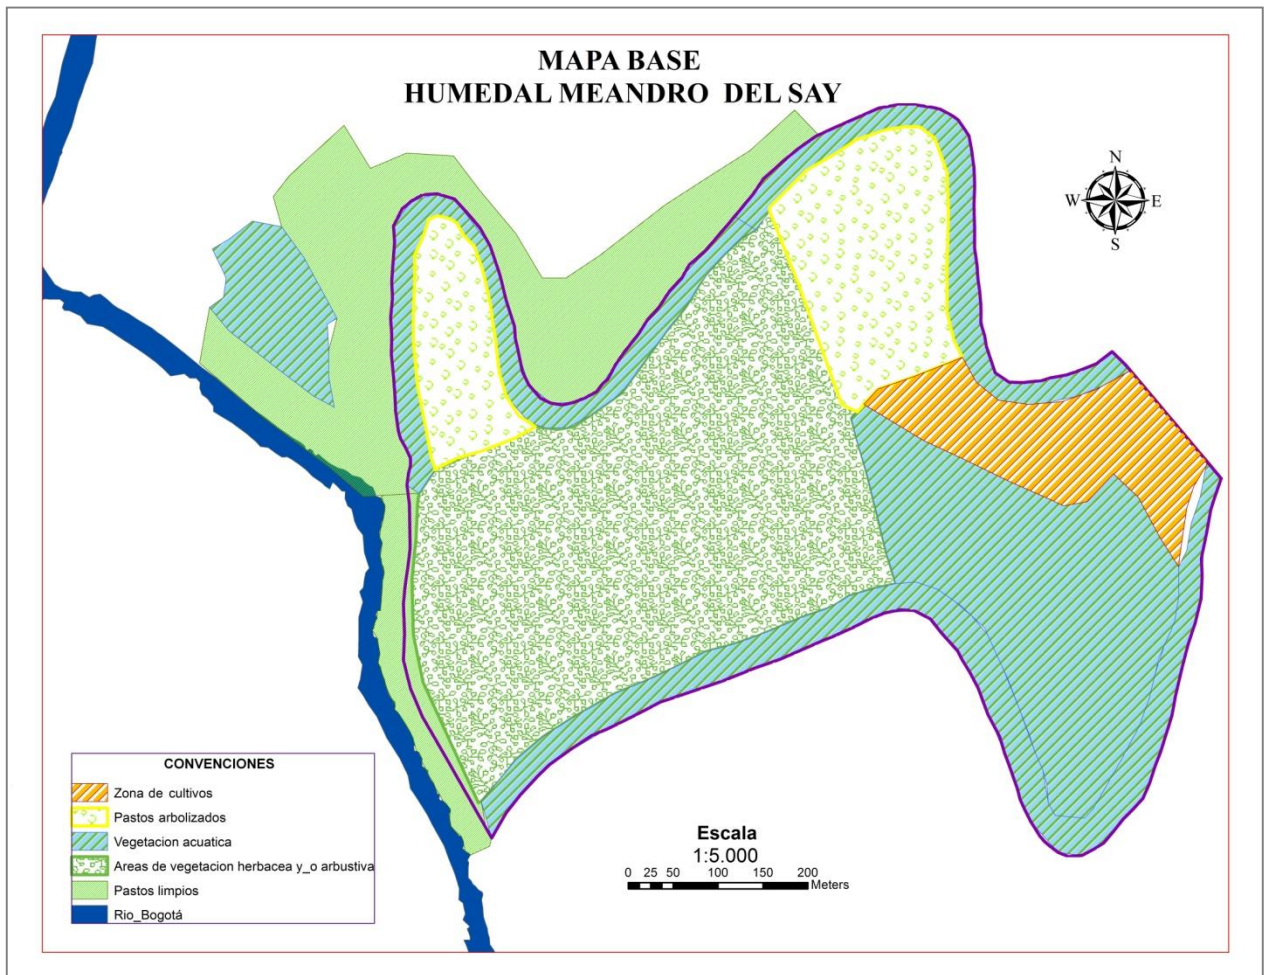 MAPA BASE
HUMEDAL MEANDRO DEL SAY
N
W E
S
CONVENCIONES
Zona de cultivos
Pastos arbolizados
Vegetacion acuatica
Areas de vegetacion herbacea y_o arbustiva
Pastos limpios
Rio_Bogotá
Escala
1:5.000
0 25 50 100 150 200
Meters